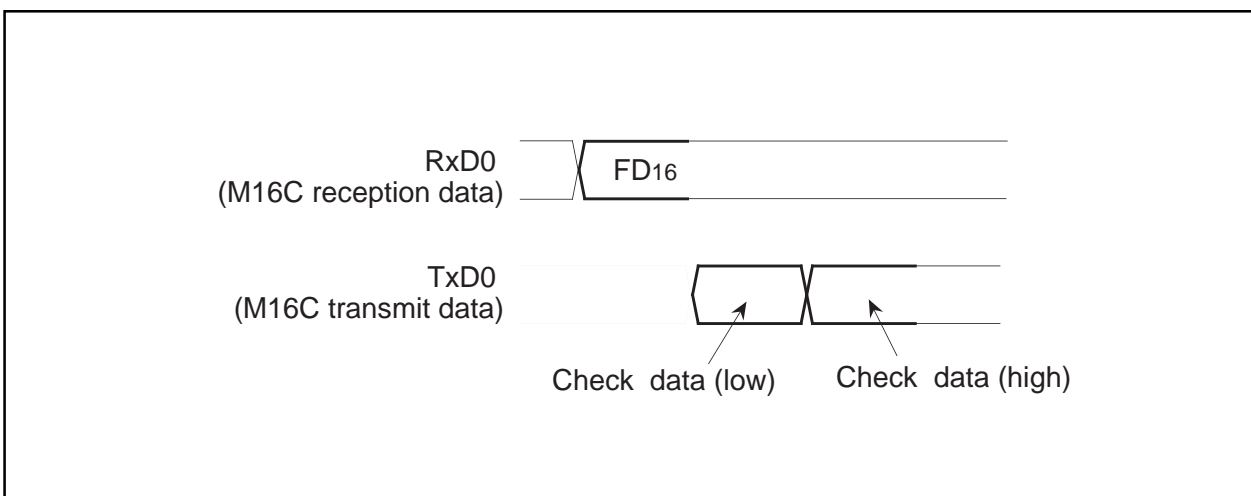 RxD0
(M16C reception data)
FD16
TxD0
(M16C transmit data)
Check data (low)
Check data (high)